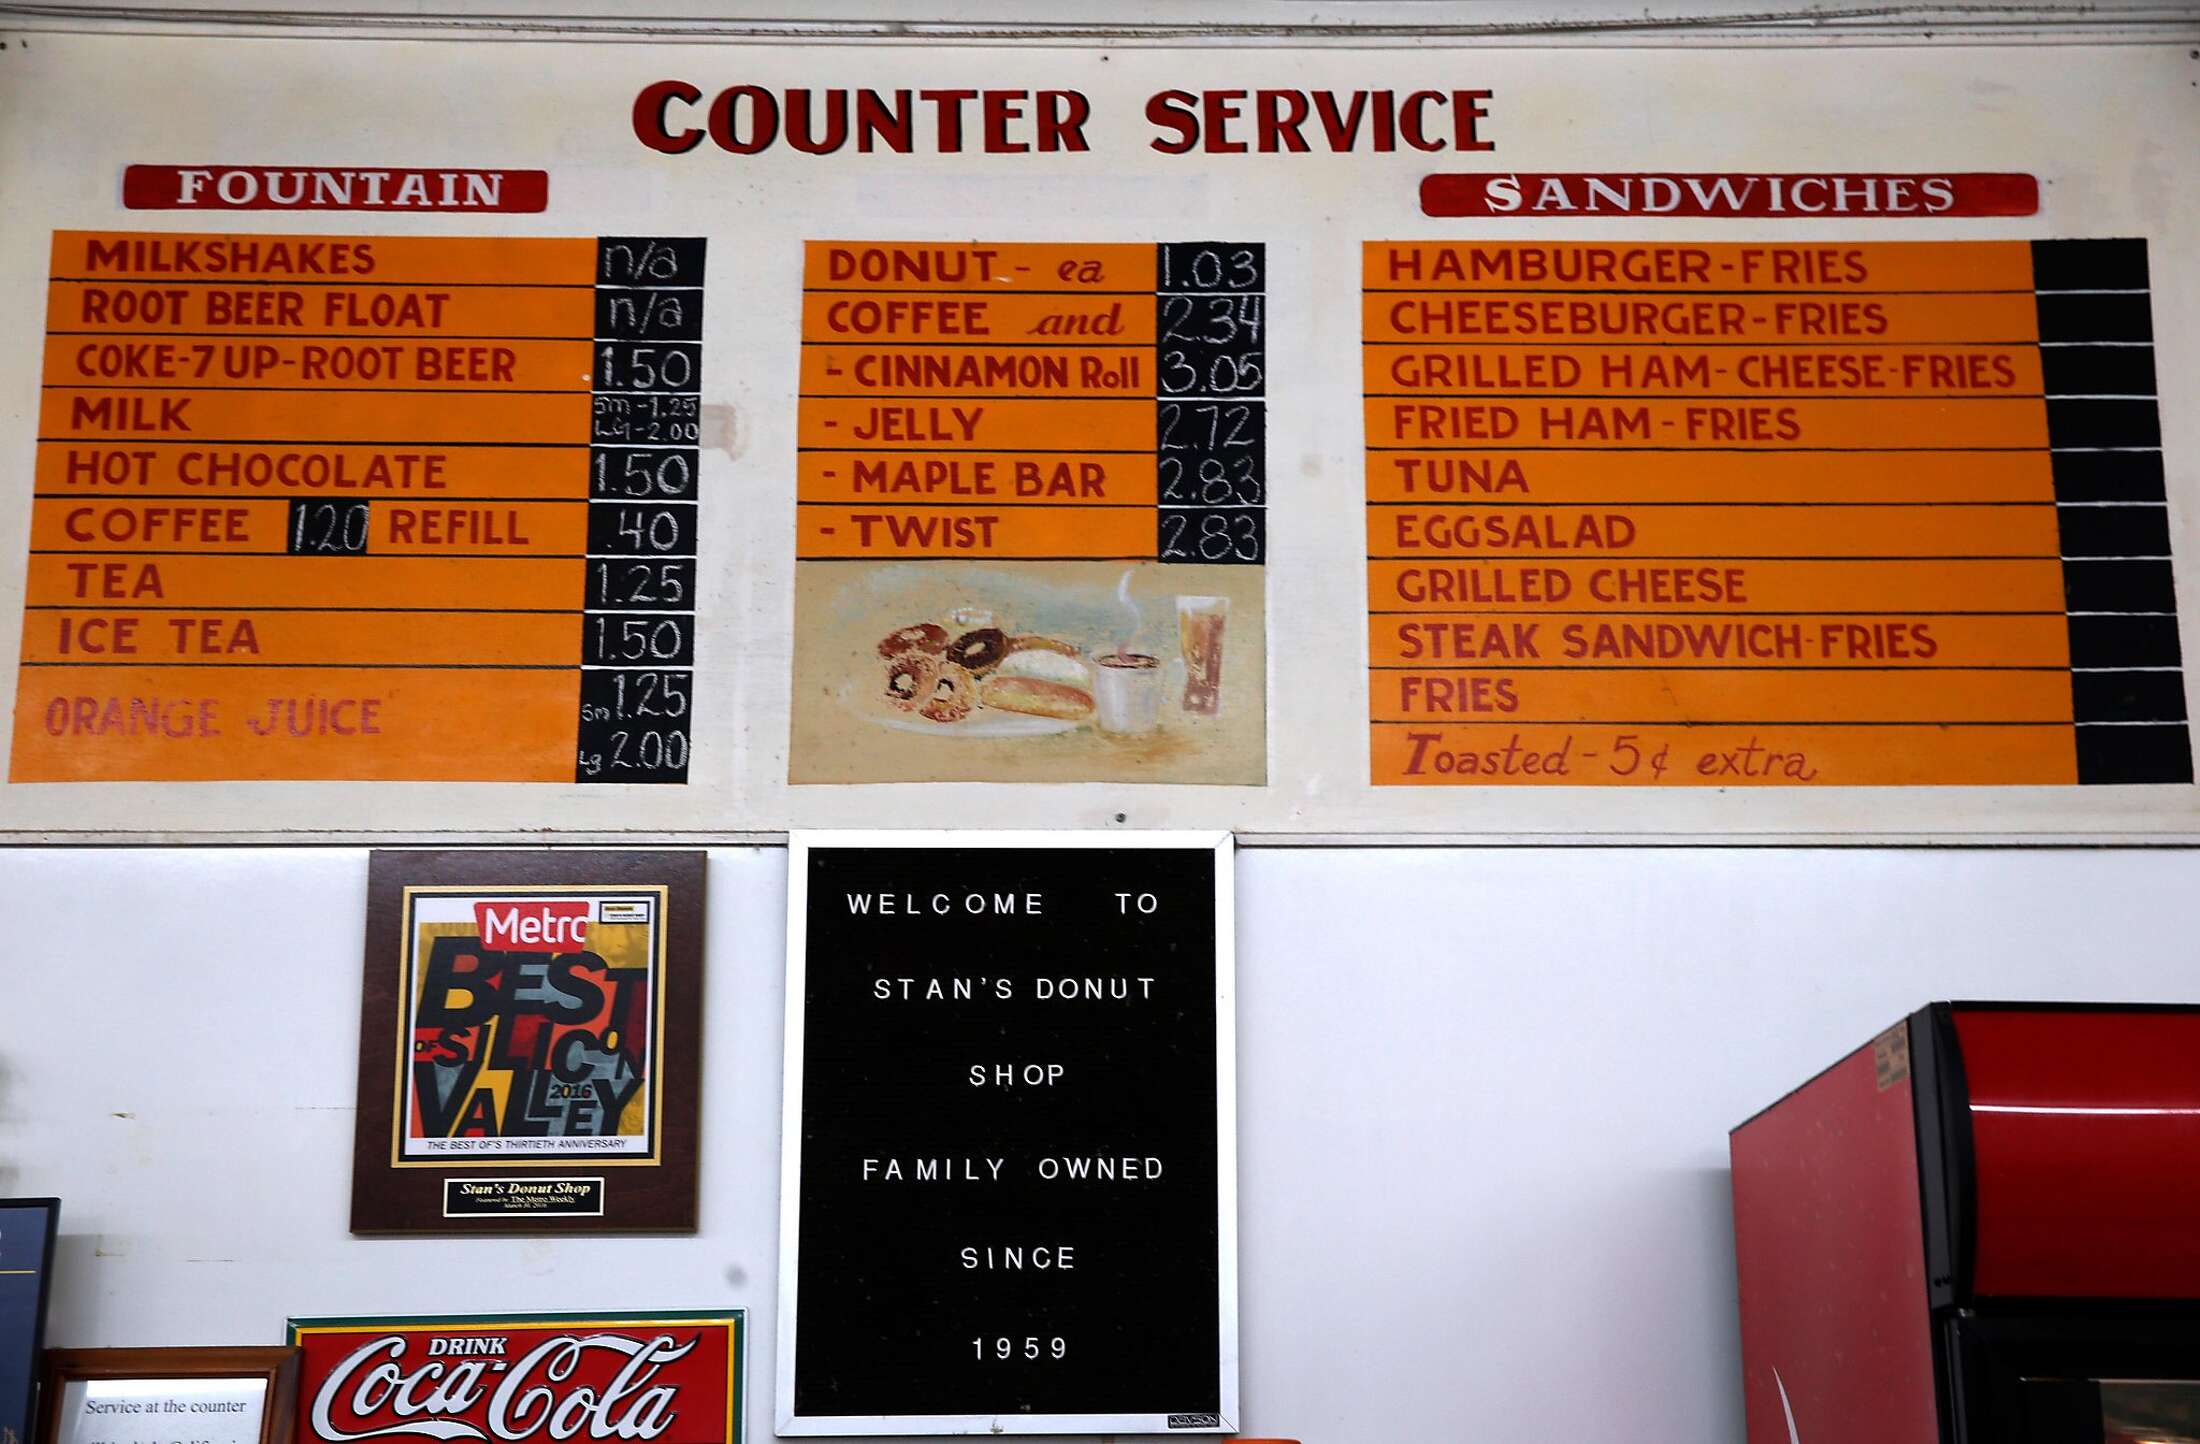 COUNTER SERVICE
FOUNTAIN
MILKSHAKES n/a
ROOT BEER FLOAT n/a
COKE-7UP-ROOT BEER 1.50
MILK sm-1.25
Lg-2.00
HOT CHOCOLATE 1.50
COFFEE 1.20 REFILL .40
TEA 1.25
ICE TEA 1.50
ORANGE JUICE sm 1.25
Lg 2.00
DONUT - ea 1.03
COFFEE and 2.34
- CINNAMON Roll 3.05
- JELLY 2.72
- MAPLE BAR 2.83
- TWIST 2.83
SANDWICHES
HAMBURGER-FRIES
CHEESEBURGER-FRIES
GRILLED HAM-CHEESE-FRIES
FRIED HAM-FRIES
TUNA
EGGSALAD
GRILLED CHEESE
STEAK SANDWICH-FRIES
FRIES
Toasted - 5¢ extra
Metro
BEST
OF SILICON
VALLEY
2016
THE BEST OF'S THIRTIETH ANNIVERSARY
Stan's Donut Shop
Featured by The Metro Weekly
WELCOME TO
STAN'S DONUT
SHOP
FAMILY OWNED
SINCE
1959
DRINK
Coca-Cola
Service at the counter